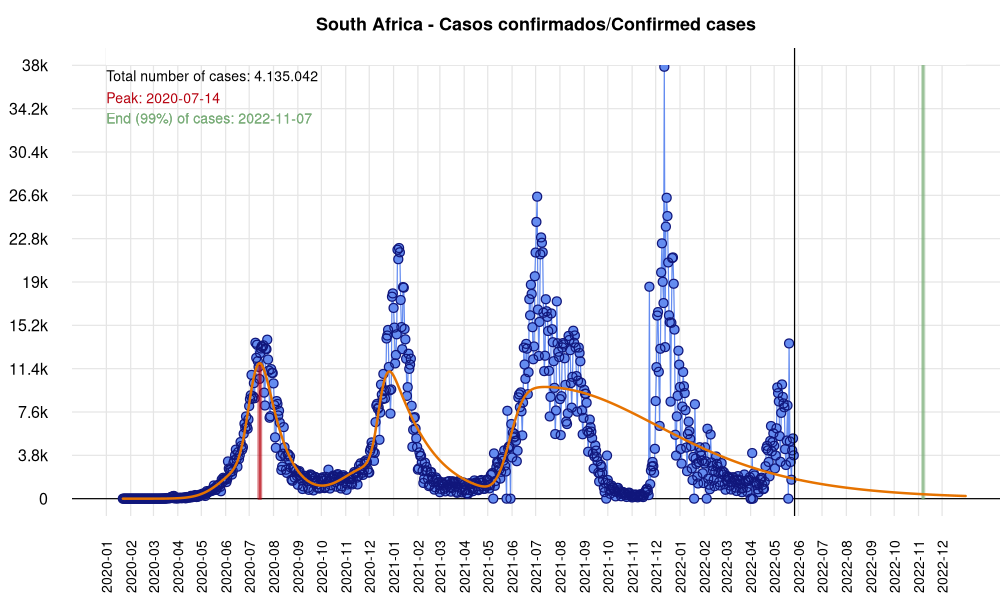 South Africa - Casos confirmados/Confirmed cases
Total number of cases: 4.135.042
Peak: 2020-07-14
End (99%) of cases: 2022-11-07
38k
34.2k
30.4k
26.6k
22.8k
19k
15.2k
11.4k
7.6k
3.8k
0
2020-01
2020-02
2020-03
2020-04
2020-05
2020-06
2020-07
2020-08
2020-09
2020-10
2020-11
2020-12
2021-01
2021-02
2021-03
2021-04
2021-05
2021-06
2021-07
2021-08
2021-09
2021-10
2021-11
2021-12
2022-01
2022-02
2022-03
2022-04
2022-05
2022-06
2022-07
2022-08
2022-09
2022-10
2022-11
2022-12